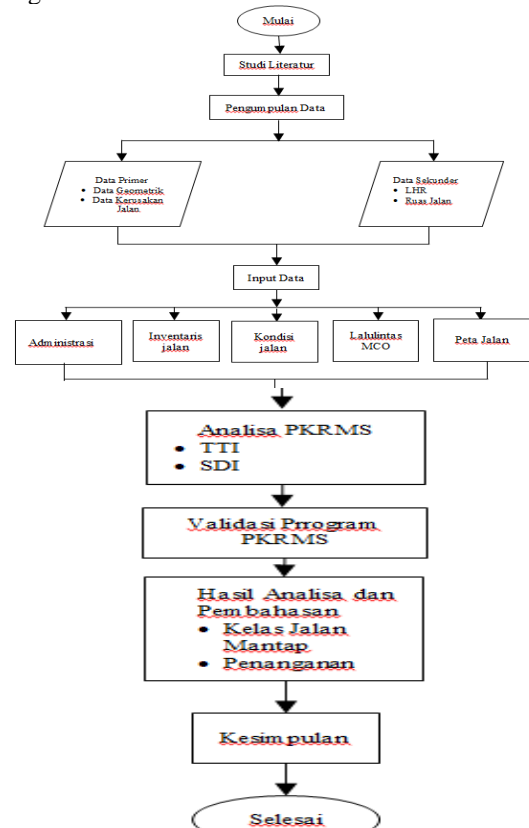 Mulai
Studi Literatur
Pengumpulan Data
Data Primer
• Data Geometrik
• Data Kerusakan
Jalan
Data Sekunder
• LHR
• Ruas Jalan
Input Data
Administrasi
Inventaris
jalan
Kondisi
jalan
Lalulintas
MCO
Peta Jalan
Analisa PKRMS
• TTI
• SDI
Validasi Prrogram
PKRMS
Hasil Analisa dan
Pembahasan
• Kelas Jalan
Mantap
• Penanganan
Kesimpulan
Selesai